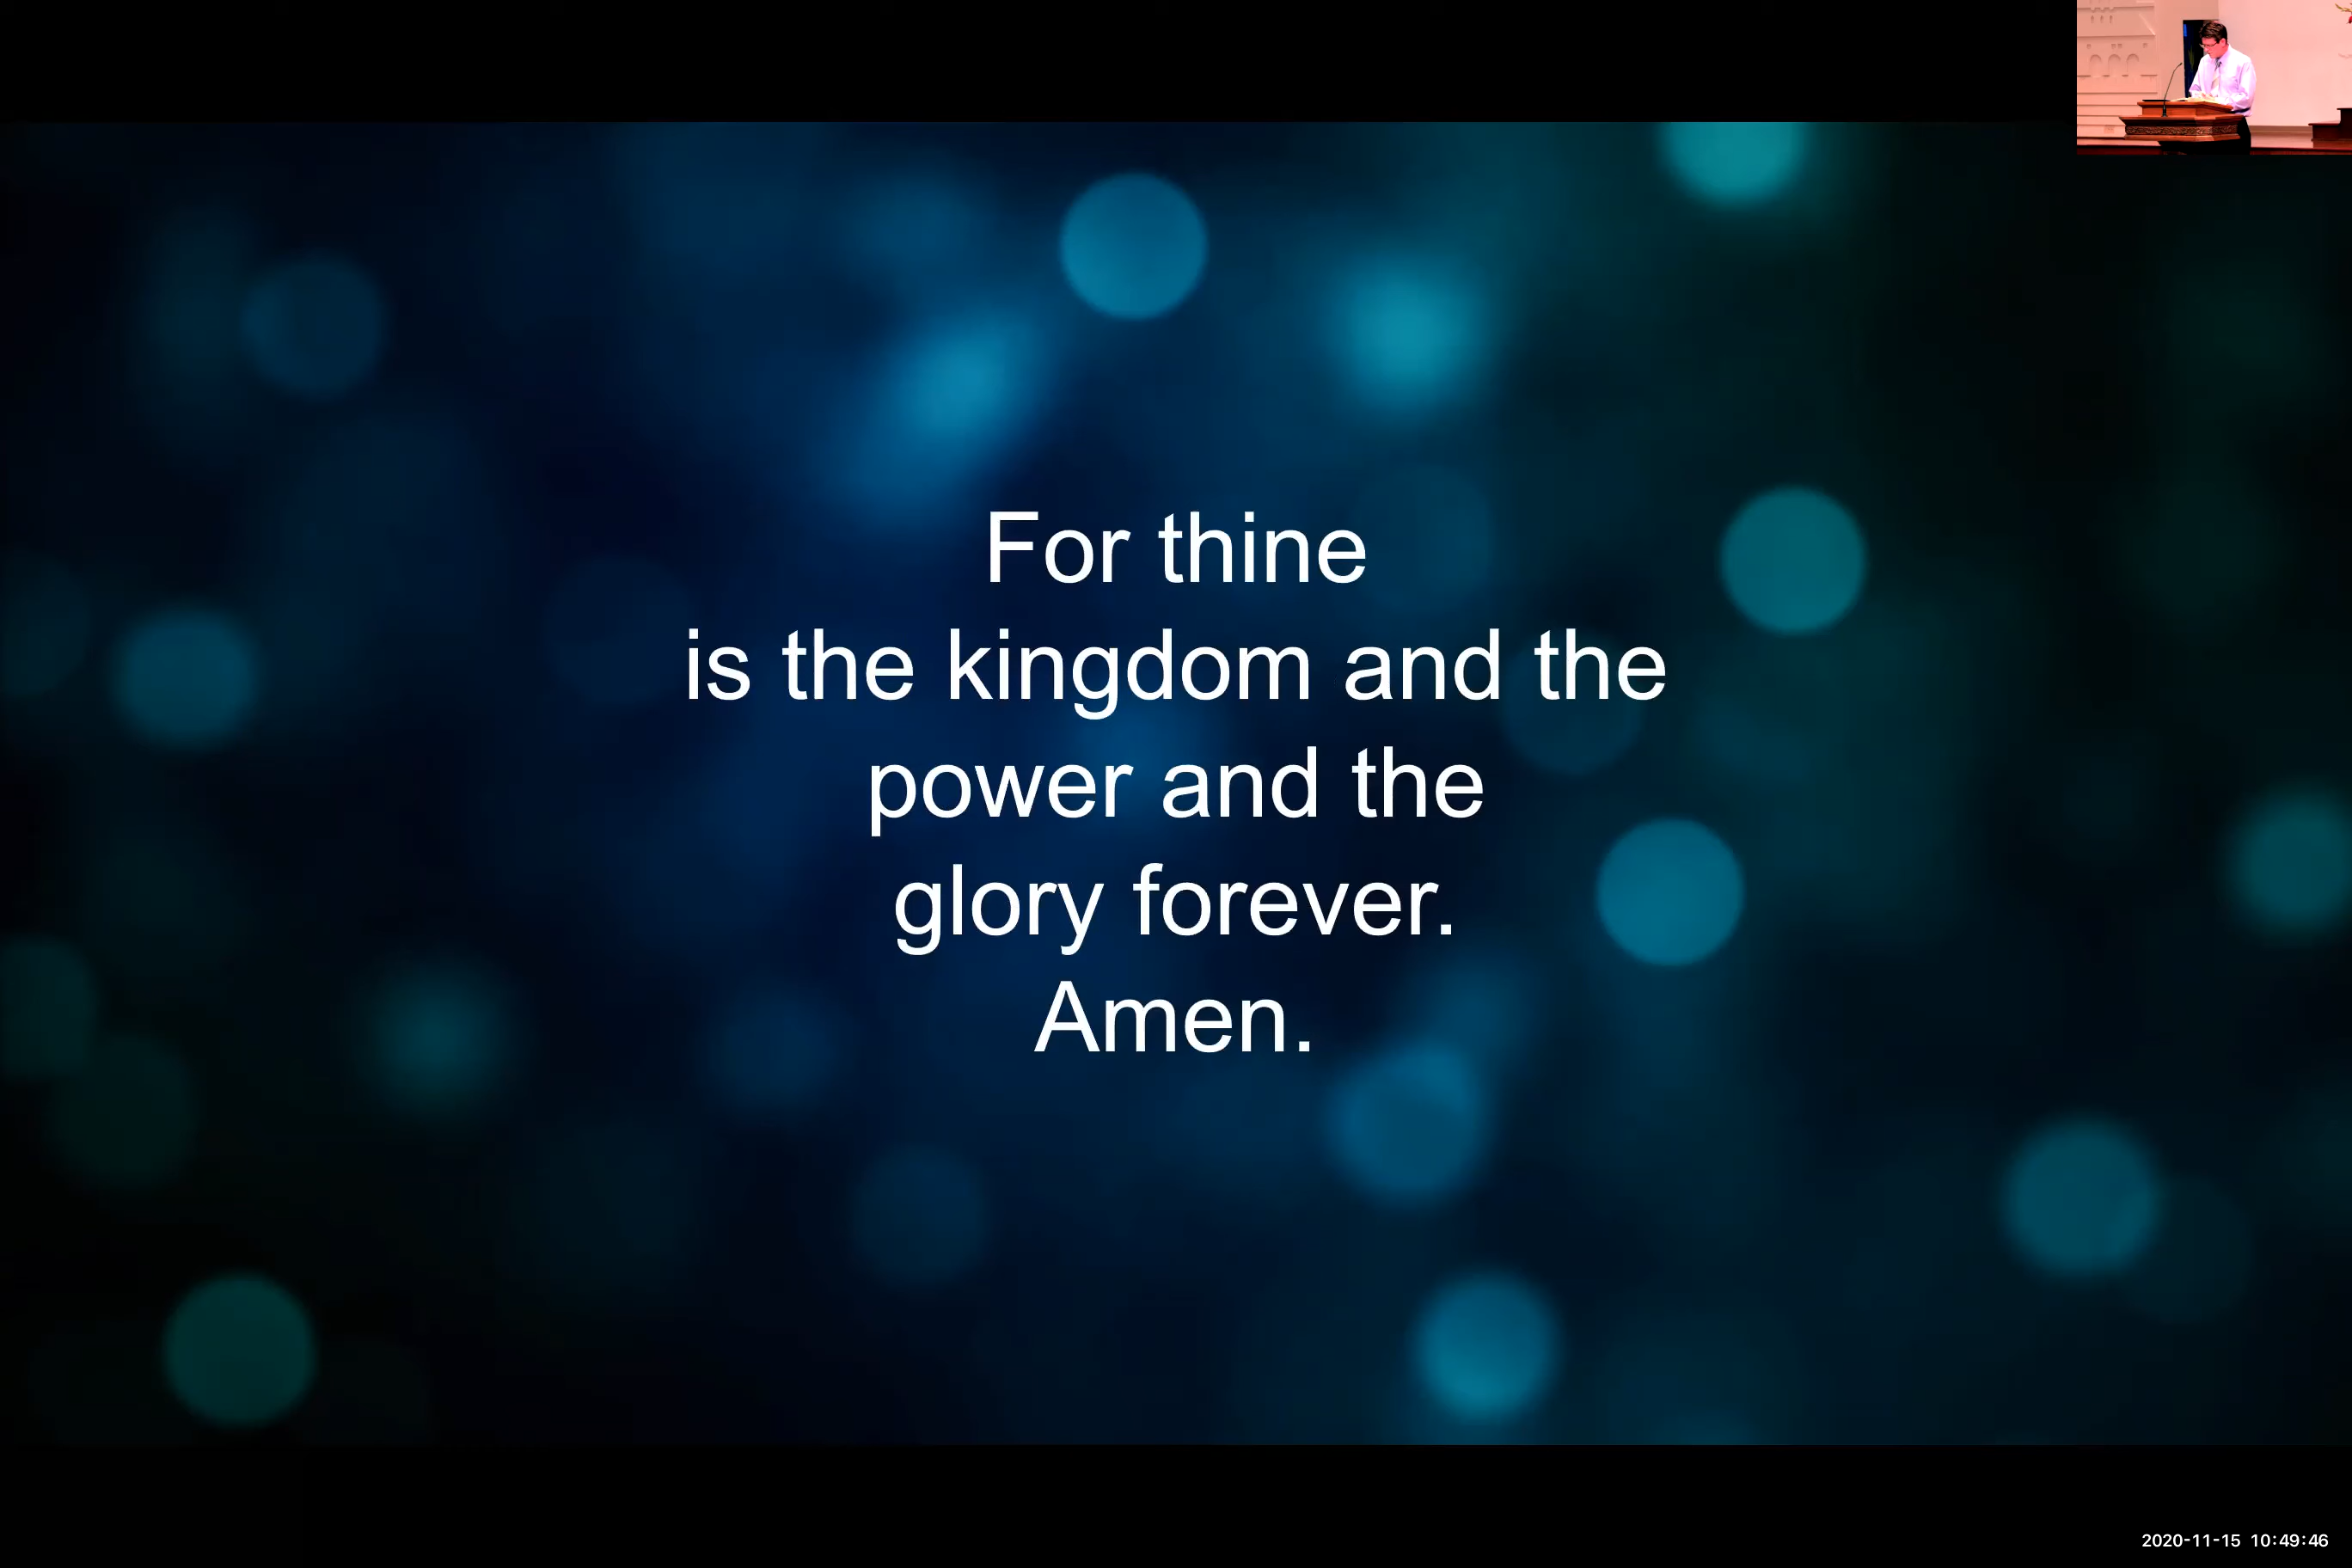 For thine
is the kingdom and the
power and the
glory forever.
Amen.
2020-11-15 10:49:46